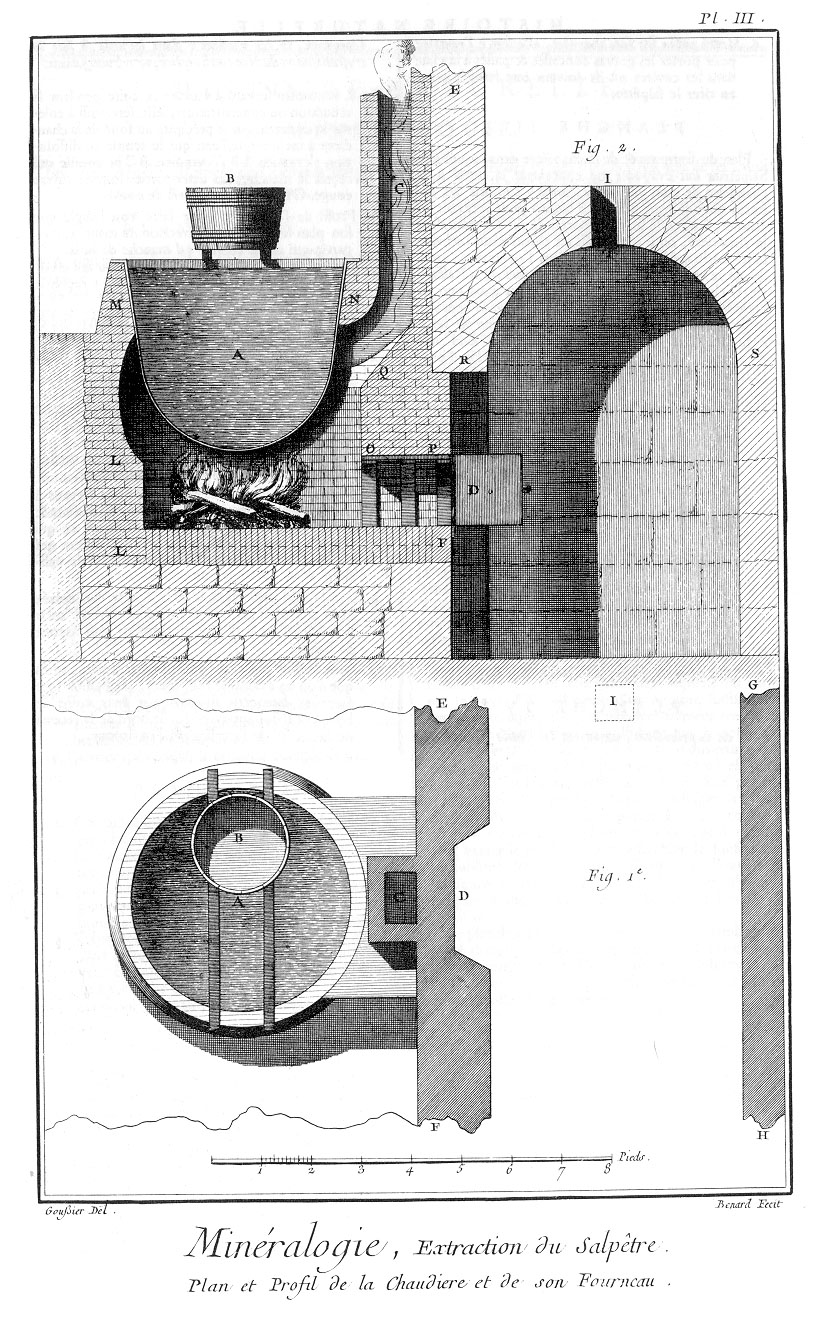 Pl. III.
E
Fig. 2.
B
I
C
M
N
A
Q
R
S
L
O
P
D
L
F
E
I
G
B
Fig. 1e.
A
C
D
F
H
1 2 3 4 5 6 7 8 Pieds.
Goußier Del.
Benard Fecit
Minéralogie, Extraction du Salpêtre.
Plan et Profil de la Chaudiere et de son Fourneau.